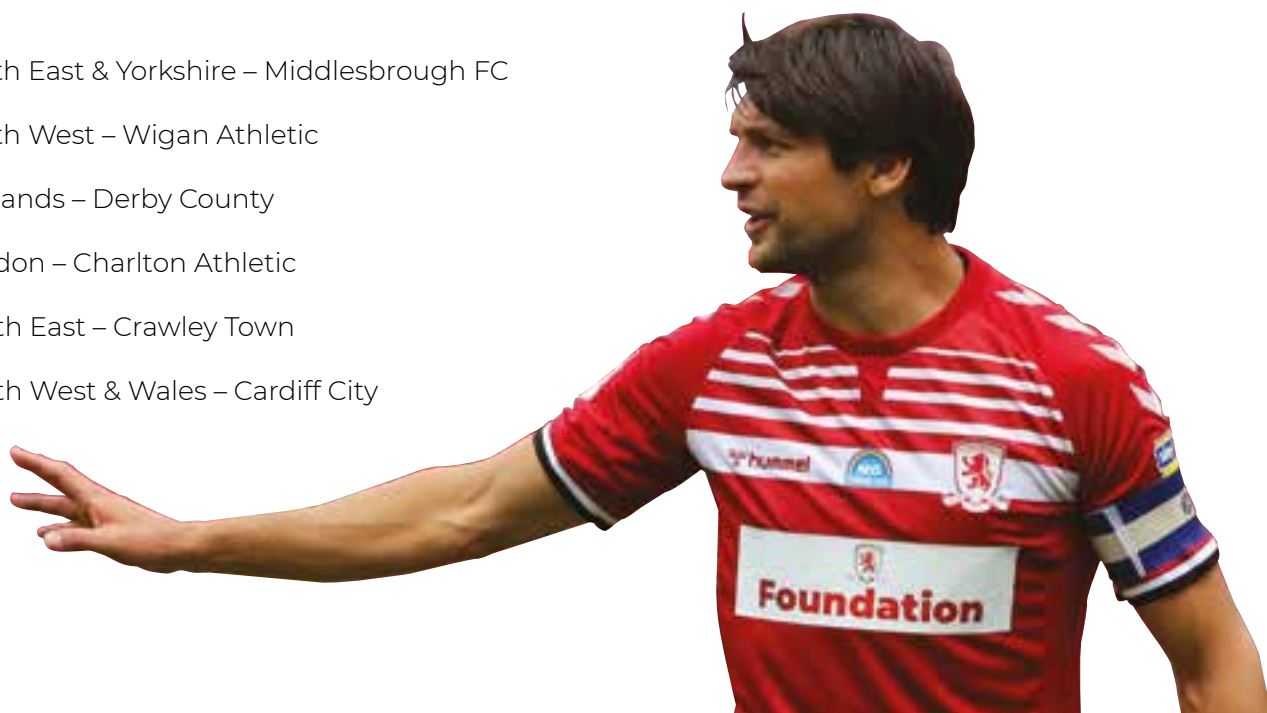 th East & Yorkshire – Middlesbrough FC
th West – Wigan Athletic
ands – Derby County
don – Charlton Athletic
th East – Crawley Town
th West & Wales – Cardiff City
hummel
NHS
Foundation